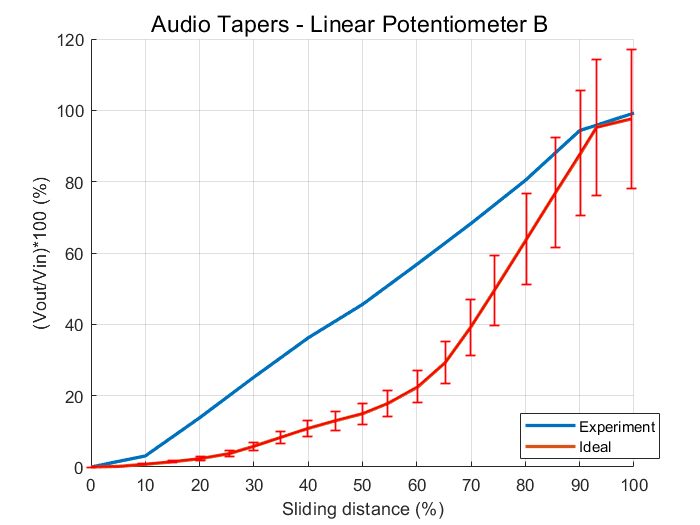 Audio Tapers - Linear Potentiometer B
120
100
80
60
40
20
0
(Vout/Vin)*100 (%)
Experiment
Ideal
0 10 20 30 40 50 60 70 80 90 100
Sliding distance (%)